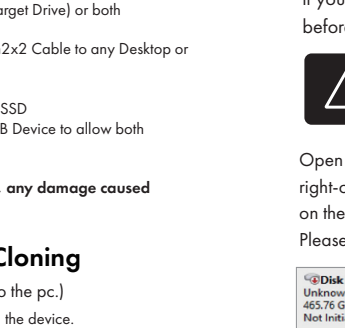 arget Drive) or both
2x2 Cable to any Desktop or
SSD
B Device to allow both
any damage caused
Cloning
o the pc.)
the device.
If you
before
Open
right-c
on the
Please
Disk
Unknow
465.76 G
Not Initi